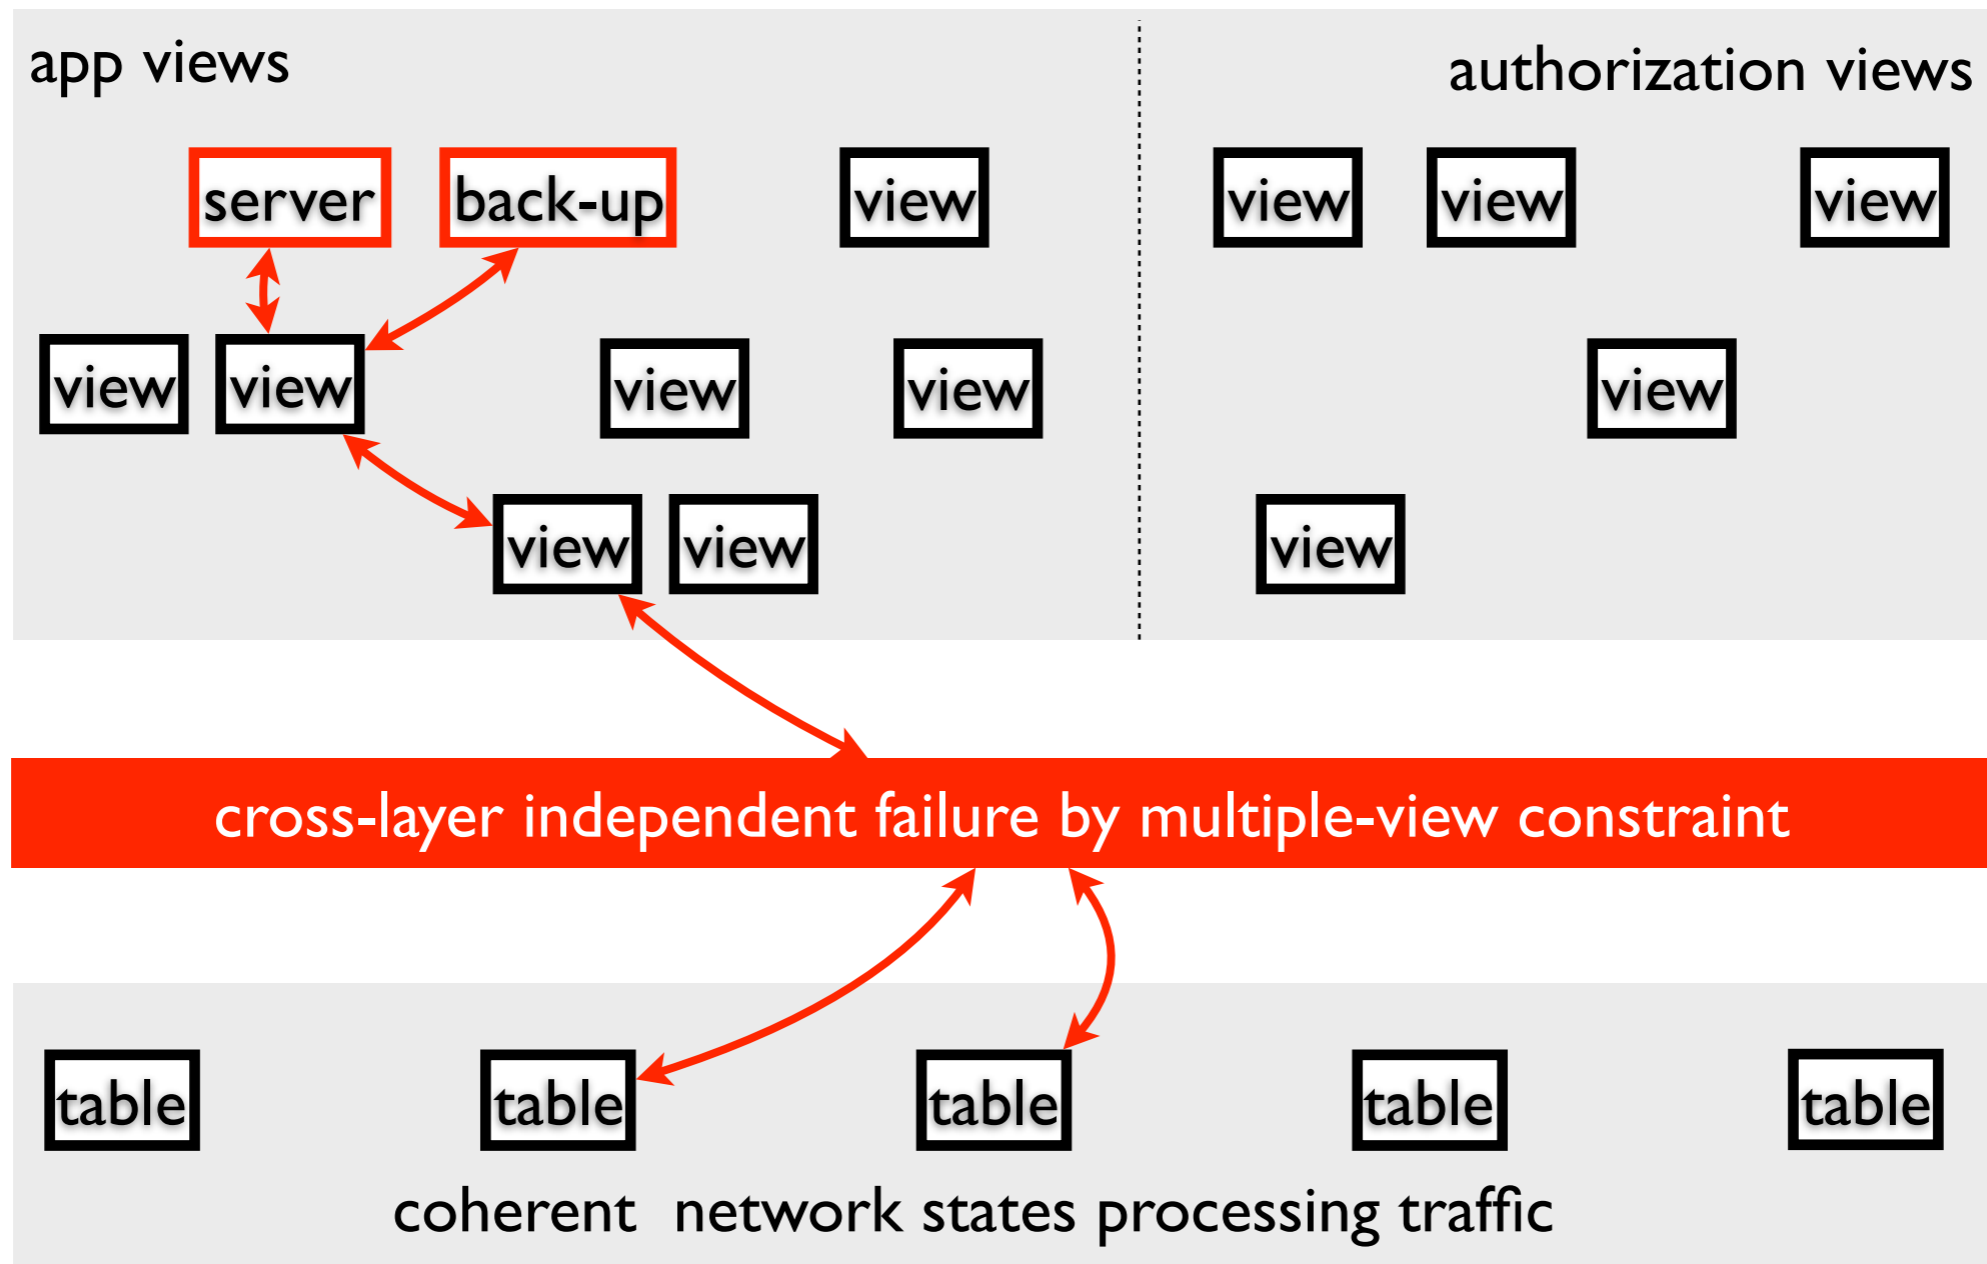 app views
authorization views
server back-up view view view view
view view view view view
view view view
cross-layer independent failure by multiple-view constraint
table table table table table
coherent network states processing traffic